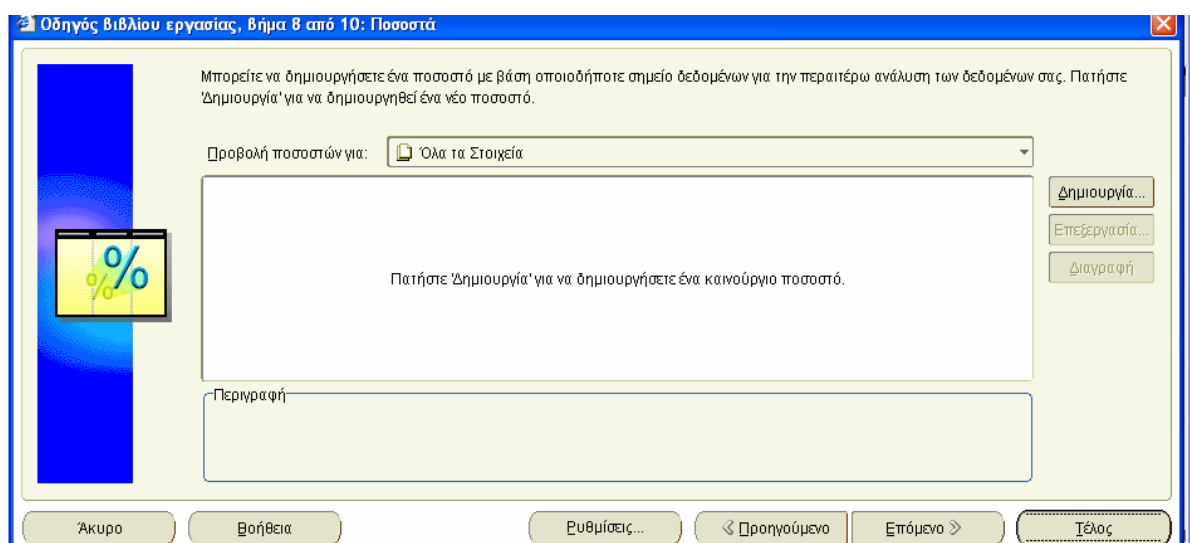 Οδηγός βιβλίου εργασίας, βήμα 8 από 10: Ποσοστά
Μπορείτε να δημιουργήσετε ένα ποσοστό με βάση οποιοδήποτε σημείο δεδομένων για την περαιτέρω ανάλυση των δεδομένων σας. Πατήστε
'Δημιουργία' για να δημιουργηθεί ένα νέο ποσοστό.
Προβολή ποσοστών για:
Όλα τα Στοιχεία
Δημιουργία...
Επεξεργασία...
Διαγραφή
% %
Πατήστε 'Δημιουργία' για να δημιουργήσετε ένα καινούργιο ποσοστό.
Περιγραφή
Άκυρο
Βοήθεια
Ρυθμίσεις...
Προηγούμενο
Επόμενο
Τέλος